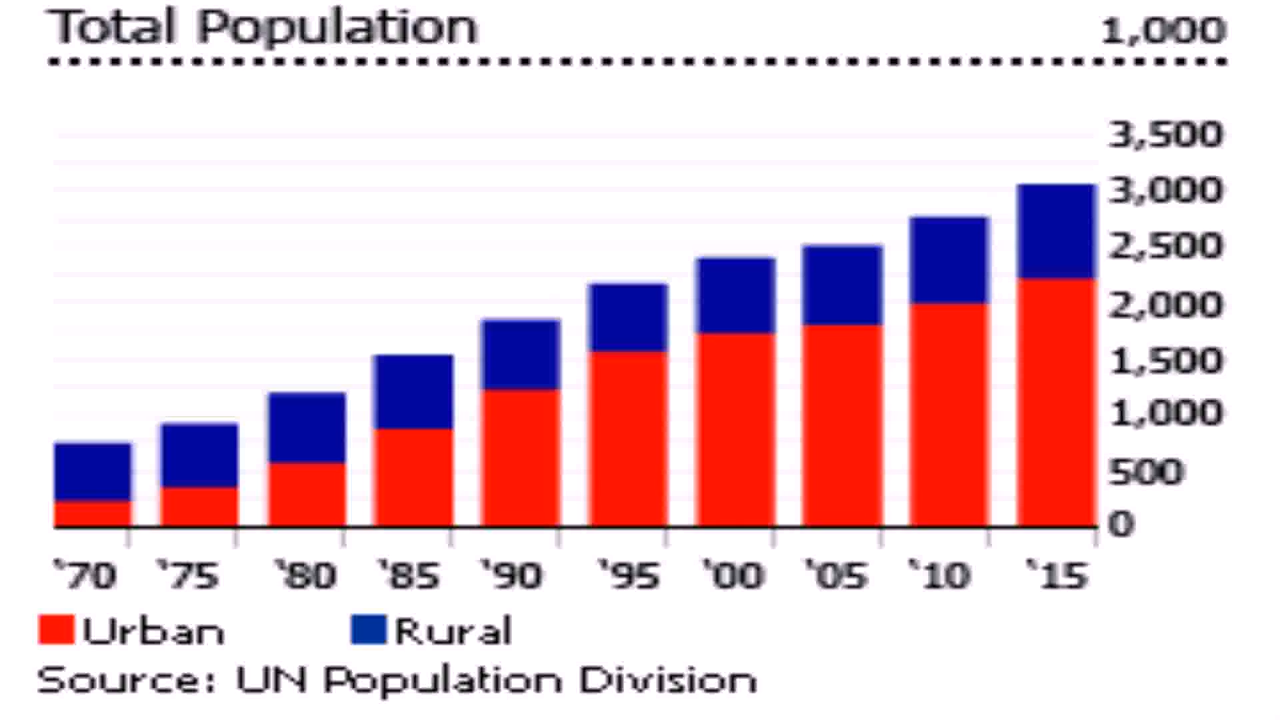 Total Population 1,000
3,500
3,000
2,500
2,000
1,500
1,000
500
0
'70 '75 '80 '85 '90 '95 '00 '05 '10 '15
Urban Rural
Source: UN Population Division